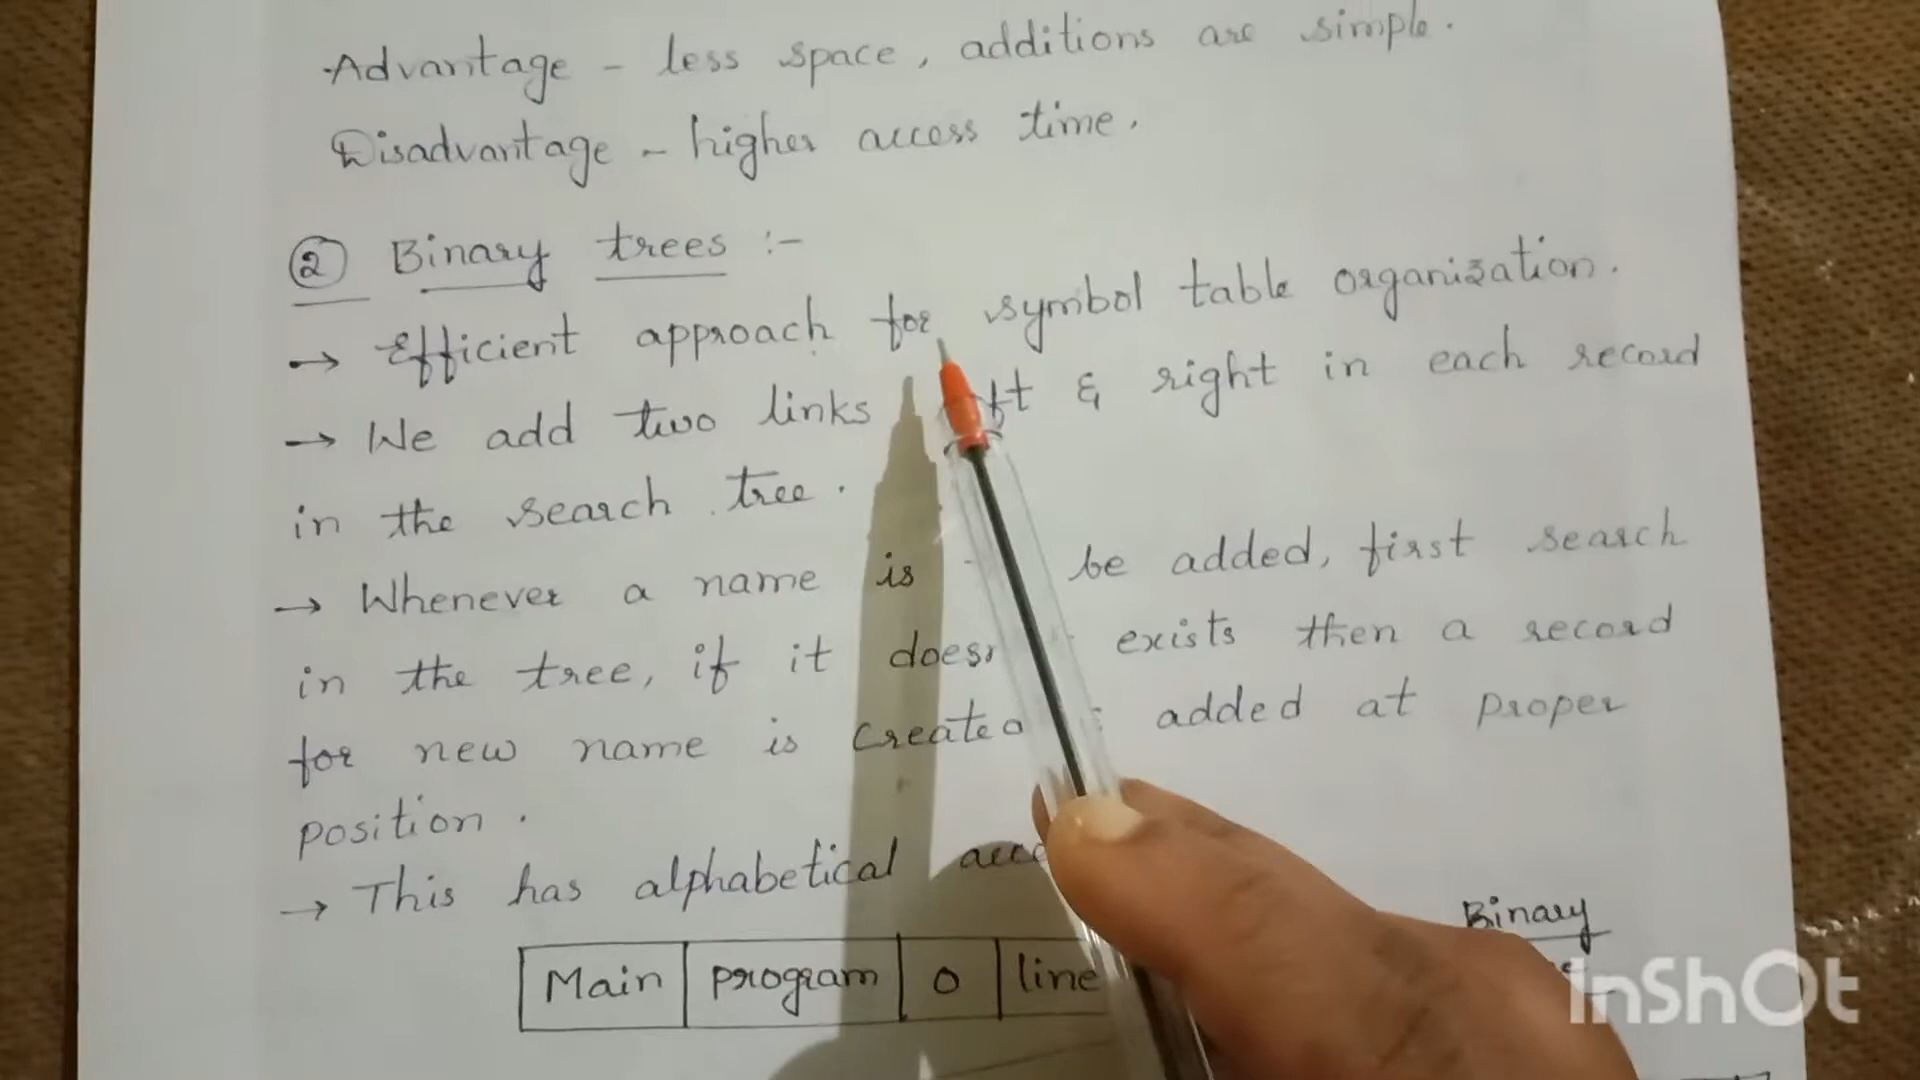 Advantage - less space, additions are simple.
Disadvantage - higher access time.
② Binary trees :-
→ Efficient approach for symbol table organization.
→ We add two links & right in each record
in the search tree.
→ Whenever a name is be added, first search
in the tree, if it exists then a record
for new name is created added at proper
position.
→ This has alphabetical
Binary
Main program 0 line
InShOt